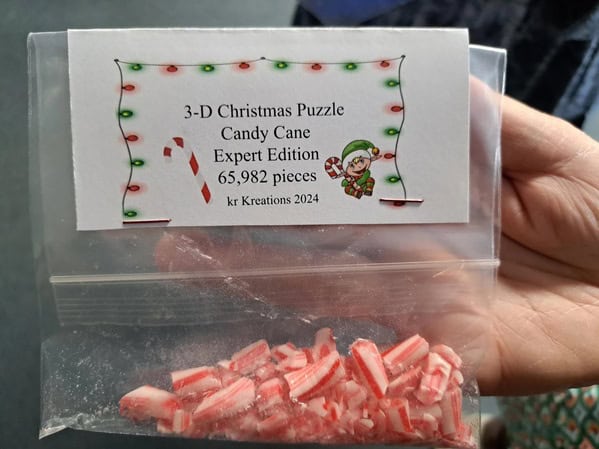 3-D Christmas Puzzle
Candy Cane
Expert Edition
65,982 pieces
kr Kreations 2024